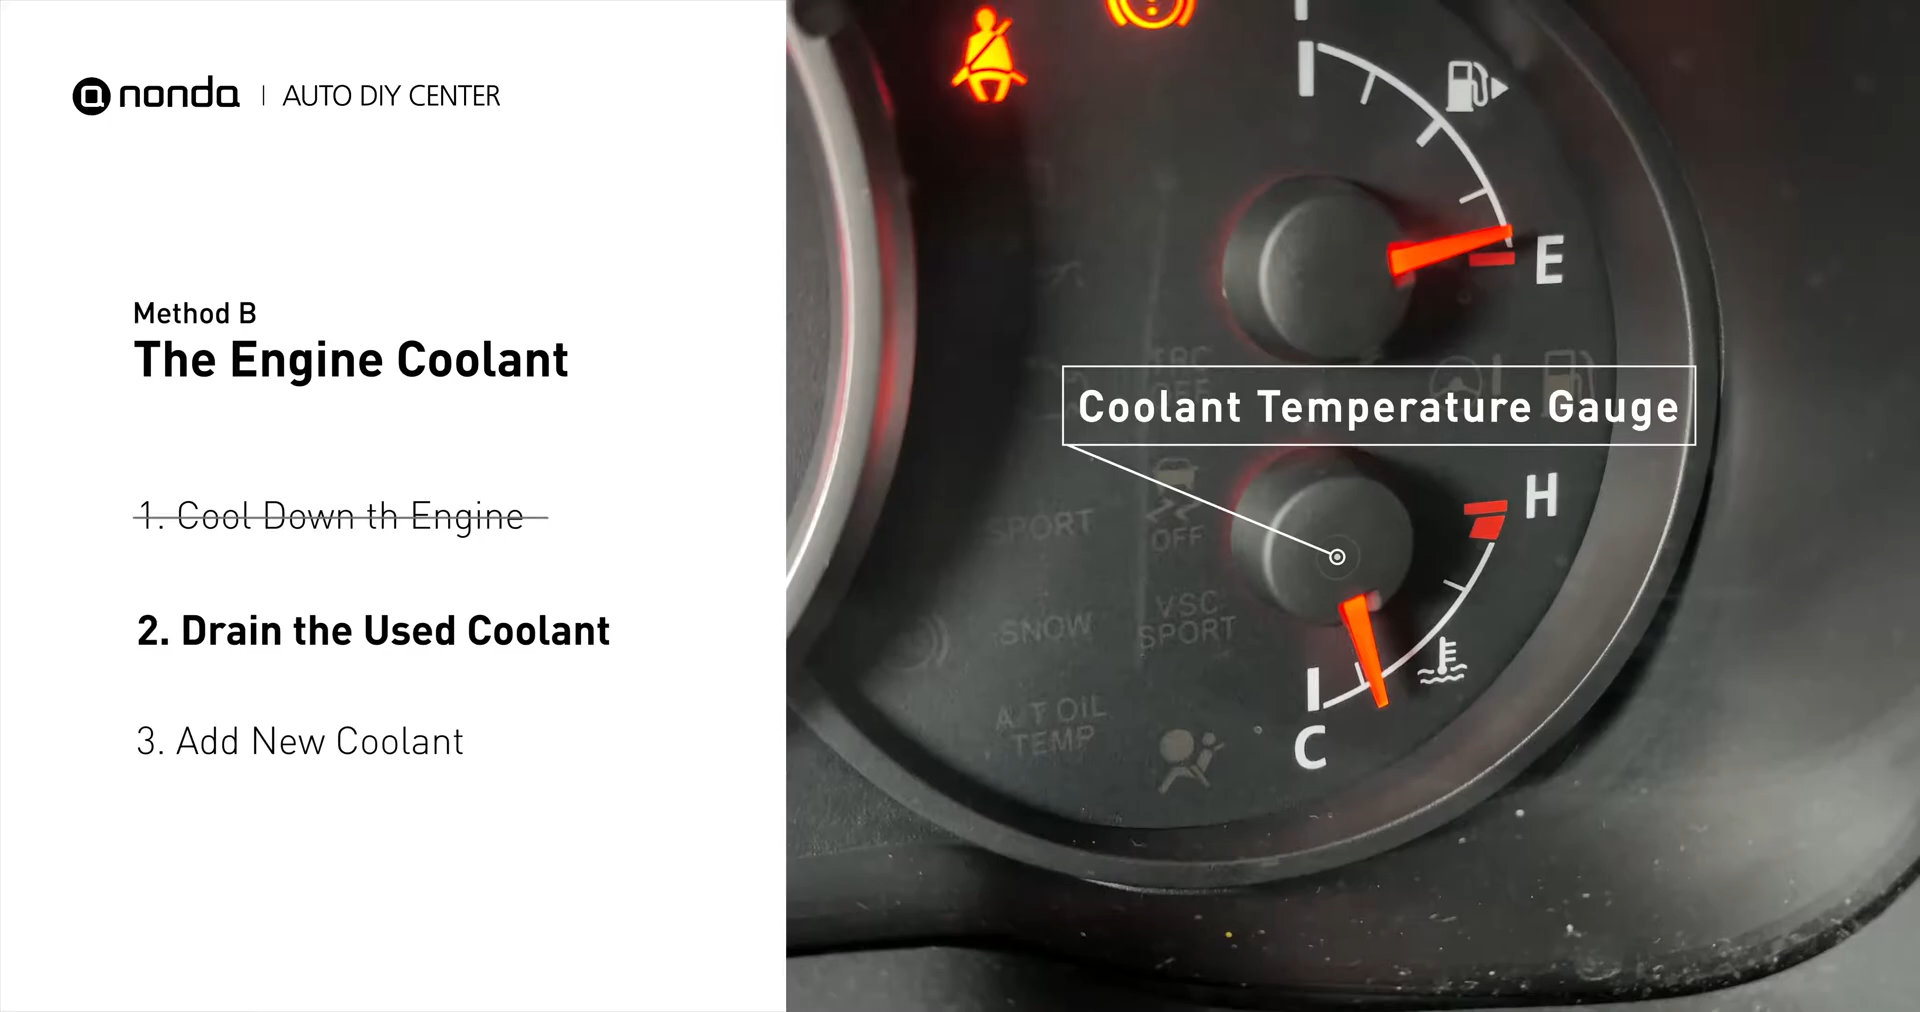 nonda | AUTO DIY CENTER
Method B
The Engine Coolant
1. Cool Down th Engine
2. Drain the Used Coolant
3. Add New Coolant
E
Coolant Temperature Gauge
H
SPORT
OFF
SNOW
VSC
SPORT
A/T OIL
TEMP
C